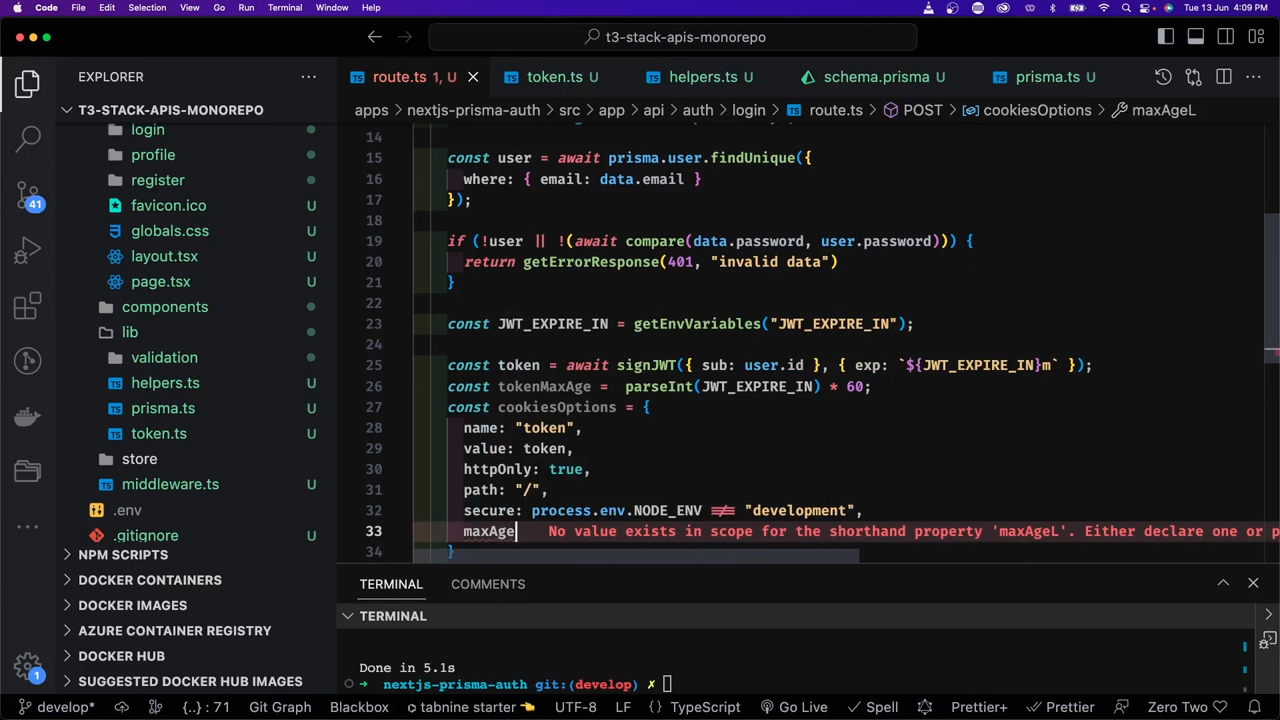 Code File Edit Selection View Go Run Terminal Window Help Tue 13 Jun 4:09 PM
t3-stack-apis-monorepo
EXPLORER
route.ts 1, U token.ts U helpers.ts U schema.prisma U prisma.ts U
T3-STACK-APIS-MONOREPO
apps > nextjs-prisma-auth > src > app > api > auth > login > route.ts > POST > cookiesOptions > maxAgeL
login
profile
register
favicon.ico U
globals.css U
layout.tsx U
page.tsx U
components
lib
validation
helpers.ts U
prisma.ts U
token.ts U
store
middleware.ts U
.env
.gitignore U
NPM SCRIPTS
DOCKER CONTAINERS
DOCKER IMAGES
AZURE CONTAINER REGISTRY
DOCKER HUB
SUGGESTED DOCKER HUB IMAGES
41
1
14
15 const user = await prisma.user.findUnique({
16 where: { email: data.email }
17 });
18
19 if (!user || !(await compare(data.password, user.password))) {
20 return getErrorResponse(401, "invalid data")
21 }
22
23 const JWT_EXPIRE_IN = getEnvVariables("JWT_EXPIRE_IN");
24
25 const token = await signJWT({ sub: user.id }, { exp: `${JWT_EXPIRE_IN}m` });
26 const tokenMaxAge = parseInt(JWT_EXPIRE_IN) * 60;
27 const cookiesOptions = {
28 name: "token",
29 value: token,
30 httpOnly: true,
31 path: "/",
32 secure: process.env.NODE_ENV !== "development",
33 maxAge No value exists in scope for the shorthand property 'maxAgeL'. Either declare one or p
34 }
TERMINAL COMMENTS
TERMINAL
Done in 5.1s
→ nextjs-prisma-auth git:(develop) ✗
develop* {..} : 71 Git Graph Blackbox tabnine starter 👈 UTF-8 LF {} TypeScript Go Live Spell Prettier+ Prettier Zero Two